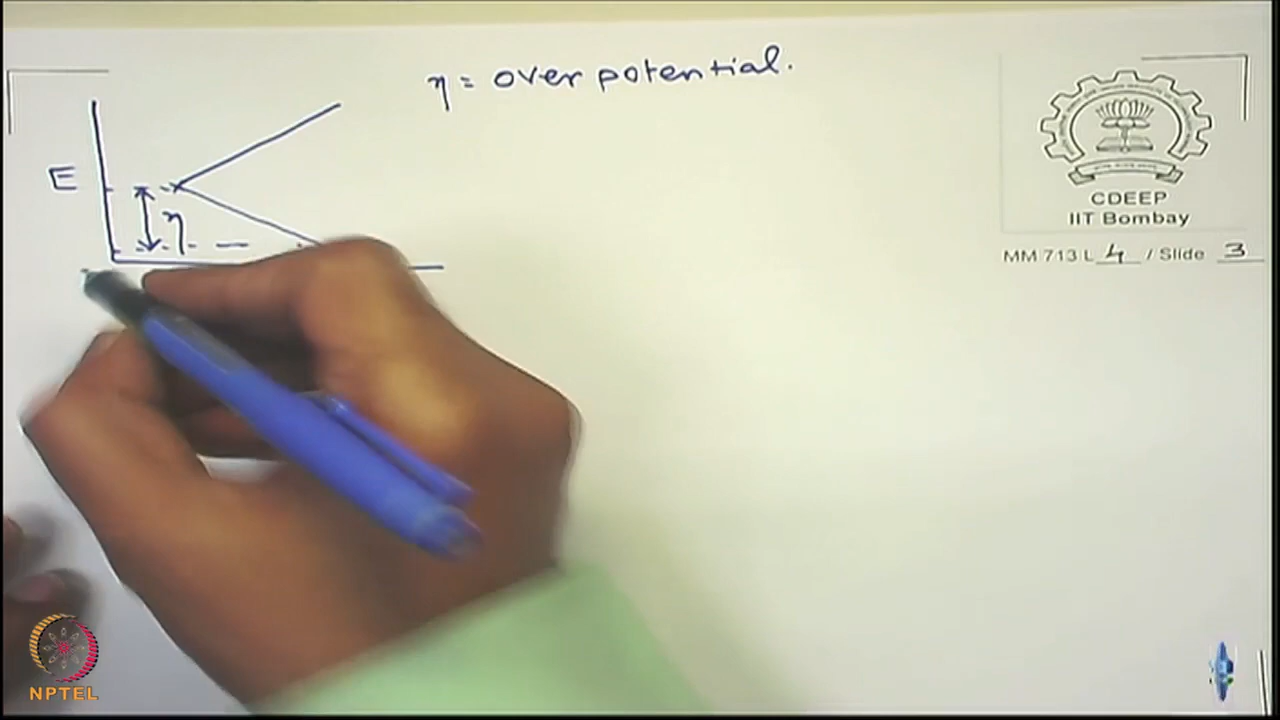 η = over potential.
E
η
CDEEP
IIT Bombay
MM 713 L 4 / Slide 3
NPTEL